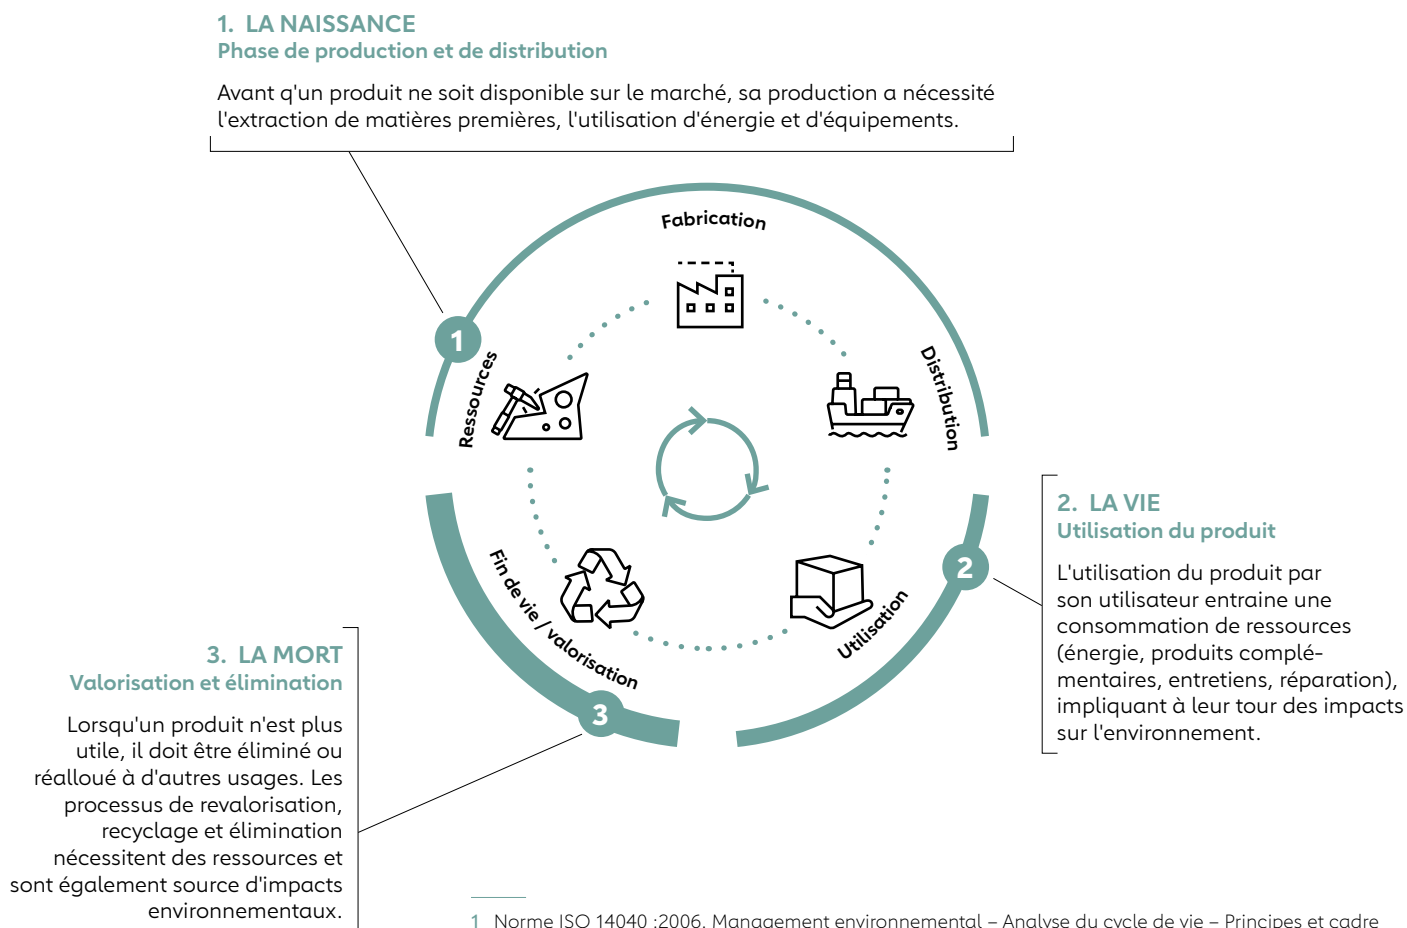 1. LA NAISSANCE
Phase de production et de distribution
Avant q'un produit ne soit disponible sur le marché, sa production a nécessité
l'extraction de matières premières, l'utilisation d'énergie et d'équipements.
Fabrication
1
Ressources
Distribution
2. LA VIE
Utilisation du produit
L'utilisation du produit par
son utilisateur entraine une
consommation de ressources
(énergie, produits complé-
mentaires, entretiens, réparation),
impliquant à leur tour des impacts
sur l'environnement.
2
Utilisation
Fin de vie / valorisation
3
3. LA MORT
Valorisation et élimination
Lorsqu'un produit n'est plus
utile, il doit être éliminé ou
réalloué à d'autres usages. Les
processus de revalorisation,
recyclage et élimination
nécessitent des ressources et
sont également source d'impacts
environnementaux.
1 Norme ISO 14040 :2006. Management environnemental – Analyse du cycle de vie – Principes et cadre